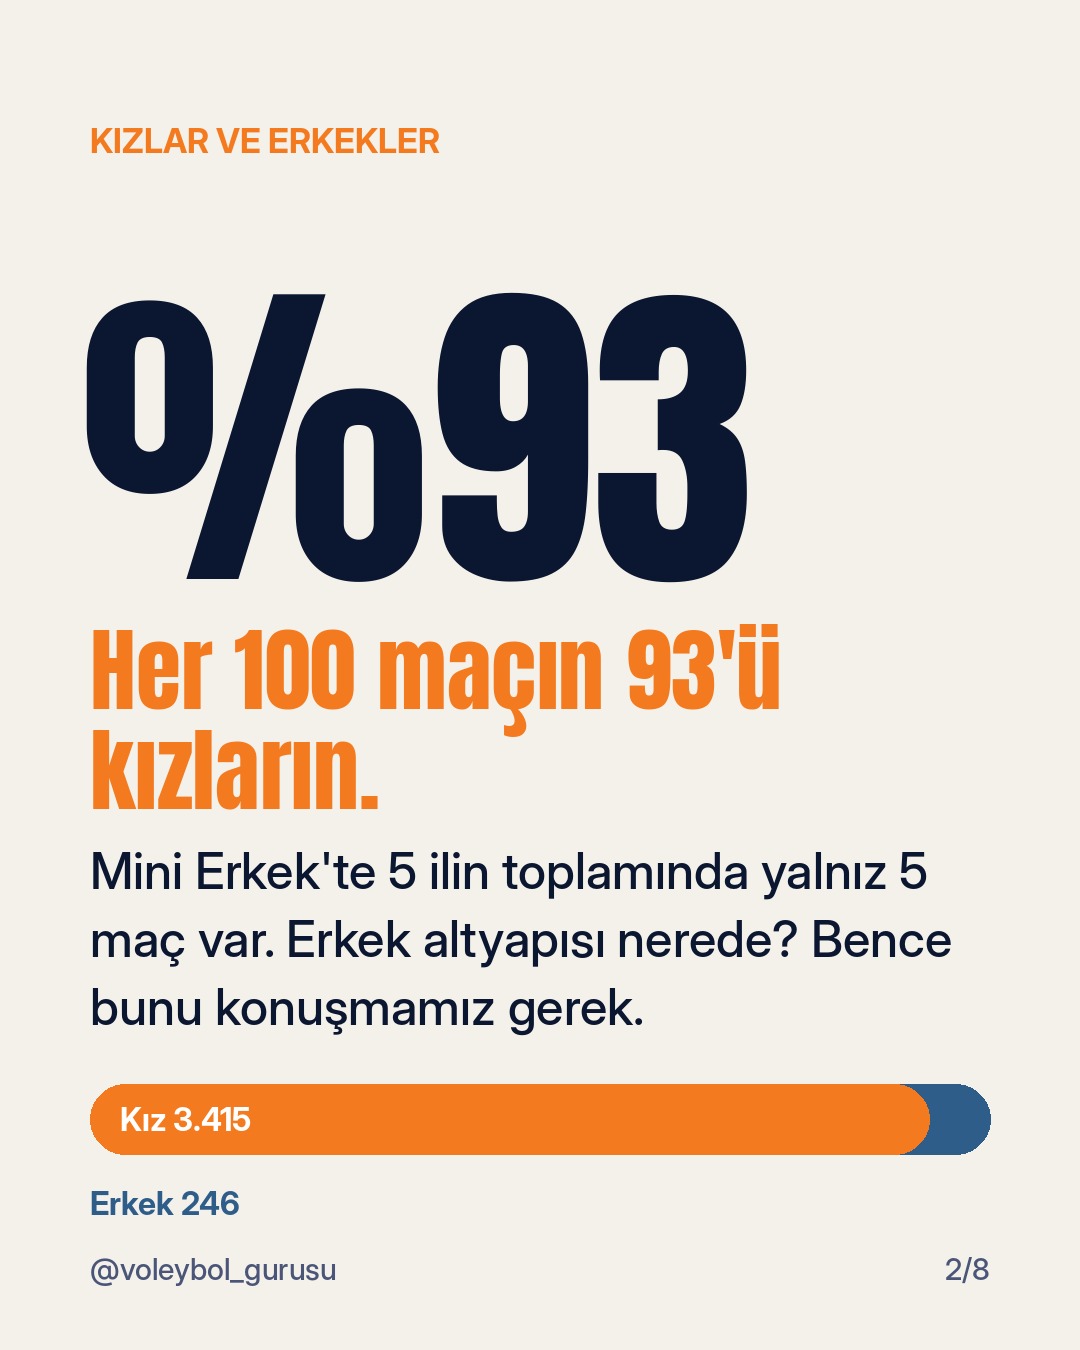 KIZLAR VE ERKEKLER
%93
Her 100 maçın 93'ü
kızların.
Mini Erkek'te 5 ilin toplamında yalnız 5
maç var. Erkek altyapısı nerede? Bence
bunu konuşmamız gerek.
Kız 3.415
Erkek 246
@voleybol_gurusu
2/8